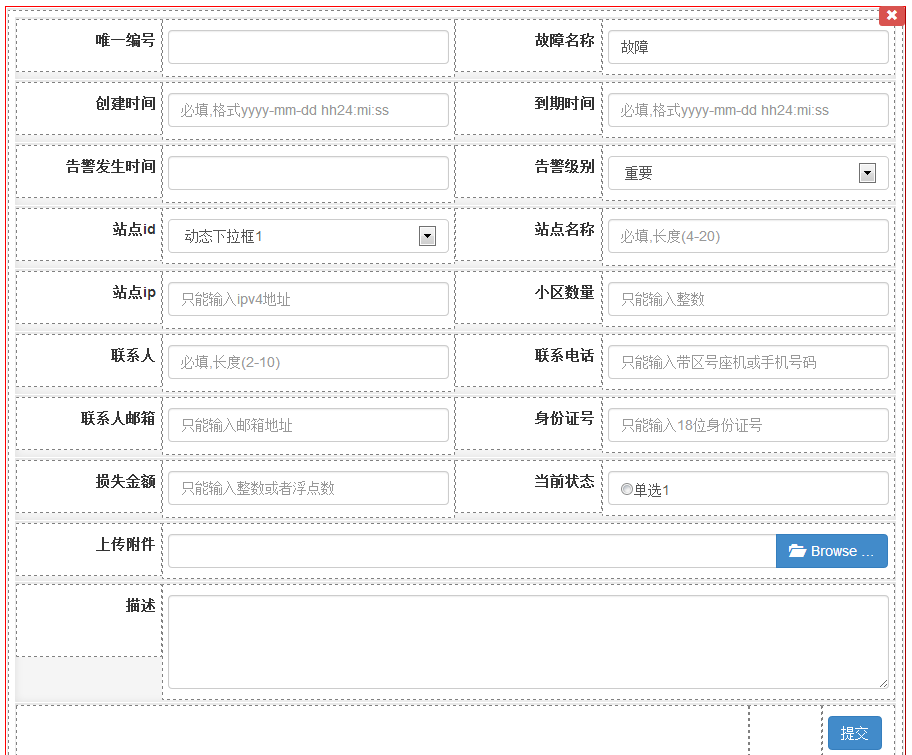 唯一编号 故障名称 故障
创建时间 必填,格式yyyy-mm-dd hh24:mi:ss 到期时间 必填,格式yyyy-mm-dd hh24:mi:ss
告警发生时间 告警级别 重要
站点id 动态下拉框1 站点名称 必填,长度(4-20)
站点ip 只能输入ipv4地址 小区数量 只能输入整数
联系人 必填,长度(2-10) 联系电话 只能输入带区号座机或手机号码
联系人邮箱 只能输入邮箱地址 身份证号 只能输入18位身份证号
损失金额 只能输入整数或者浮点数 当前状态 单选1
上传附件 Browse ...
描述
提交